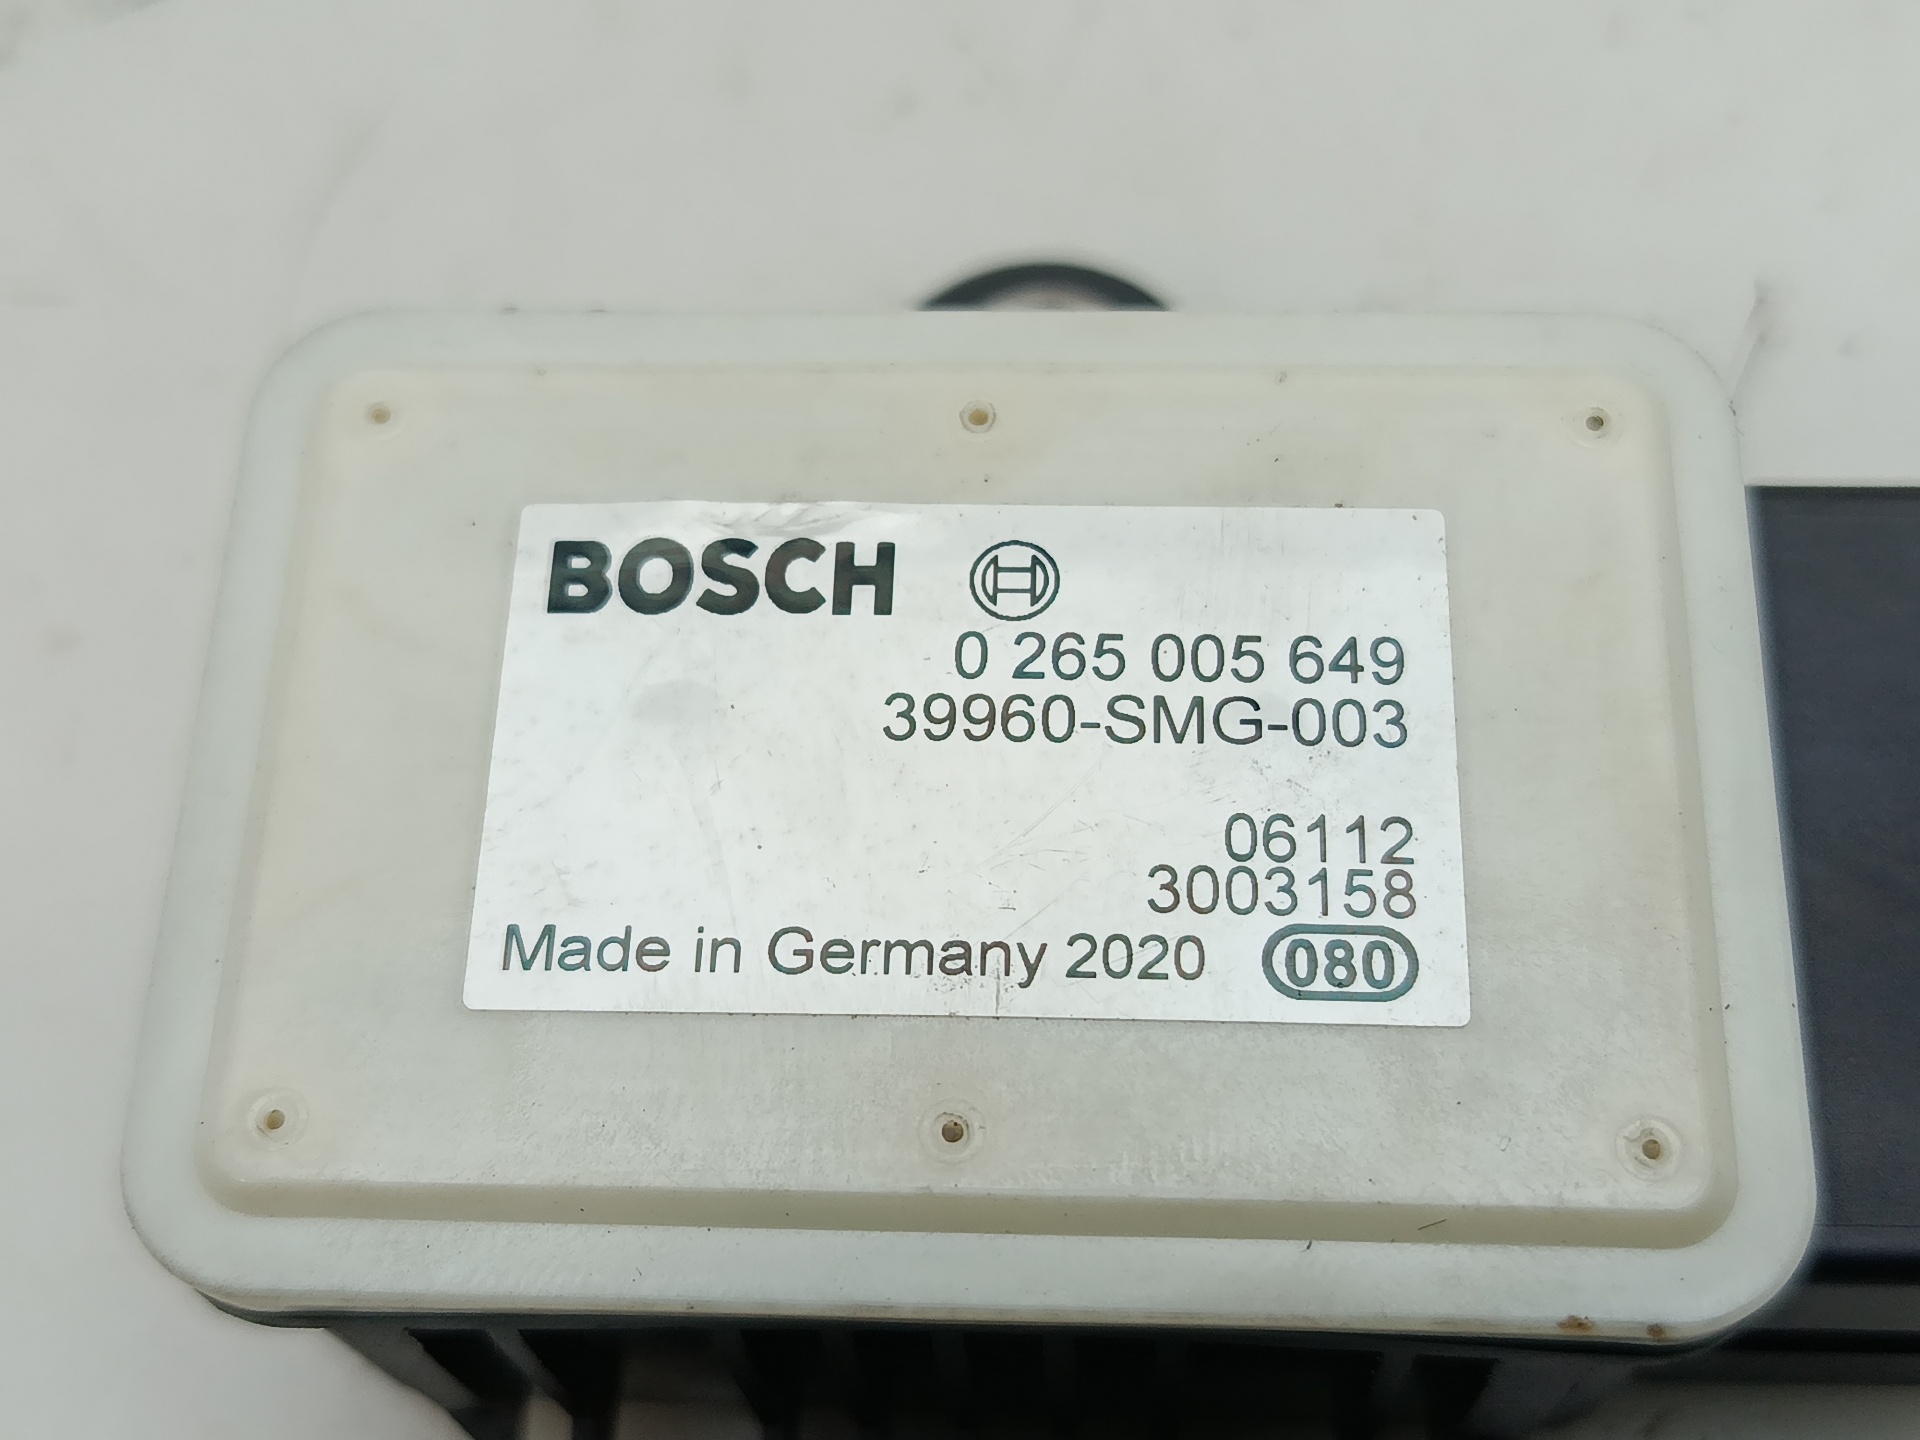 BOSCH
0 265 005 649
39960-SMG-003
06112
3003158
Made in Germany 2020 080